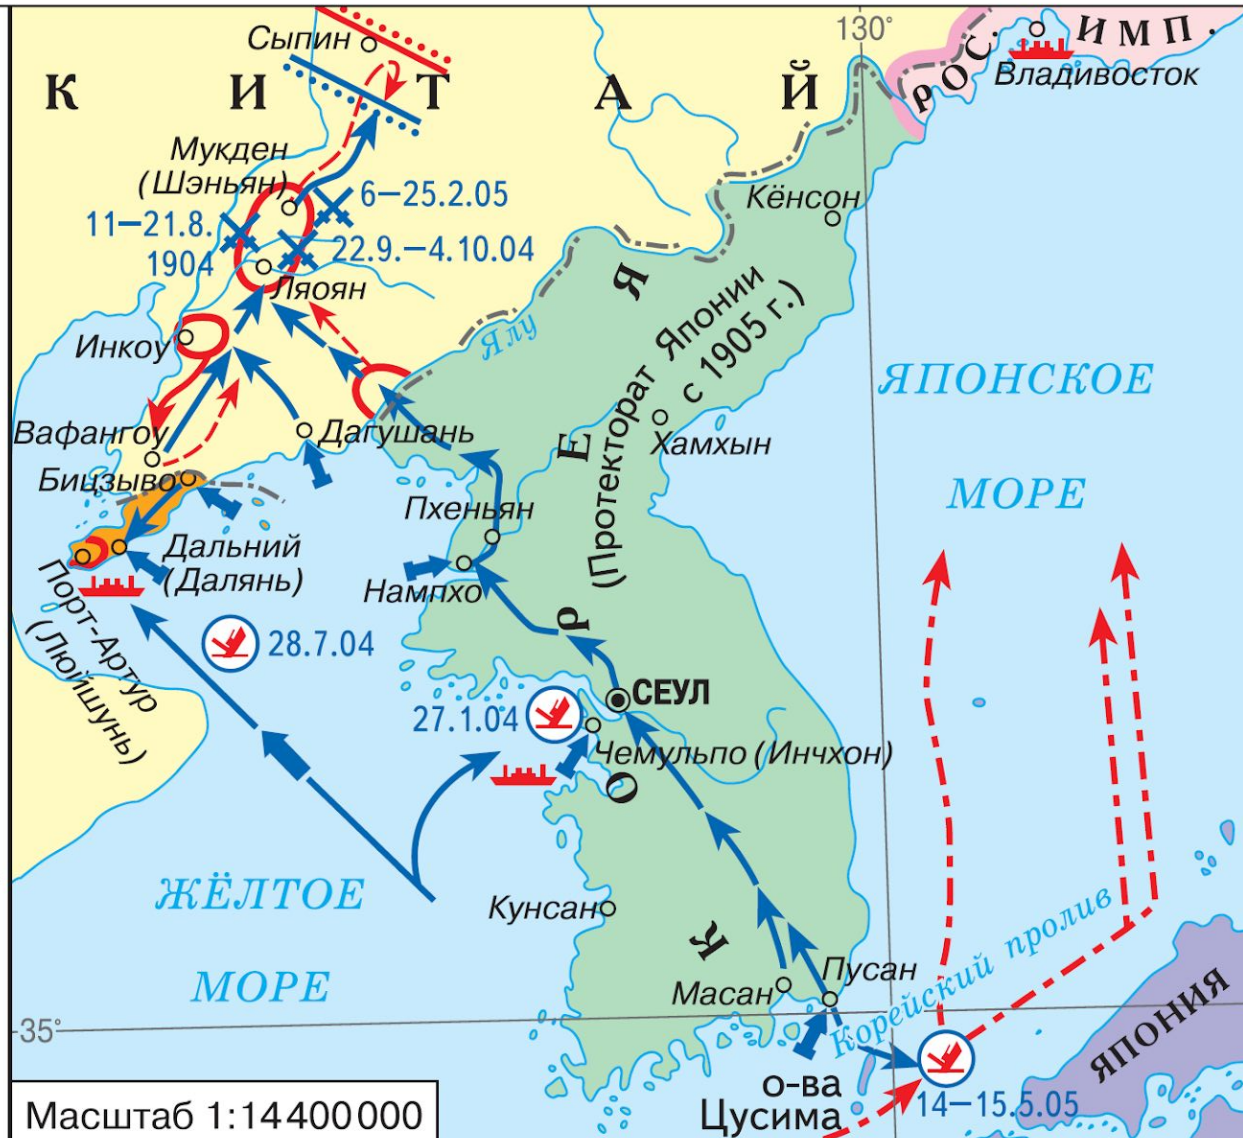 Сыпин
130°
РОС. ИМП.
Владивосток
КИТАЙ
Мукден
(Шэньян)
6–25.2.05
11–21.8.
1904
22.9.–4.10.04
Кёнсон
Ляоян
Ялу
Инкоу
КОРЕЯ
(Протекторат Японии
с 1905 г.)
ЯПОНСКОЕ
МОРЕ
Вафангоу
Дагушань
Хамхын
Бицзыво
Пхеньян
Дальний
(Далянь)
Нампхо
Порт-Артур
(Люйшунь)
28.7.04
СЕУЛ
27.1.04
Чемульпо (Инчхон)
ЖЁЛТОЕ
МОРЕ
Кунсан
Масан
Пусан
Корейский пролив
ЯПОНИЯ
35°
о-ва
Цусима
14–15.5.05
Масштаб 1:14400000